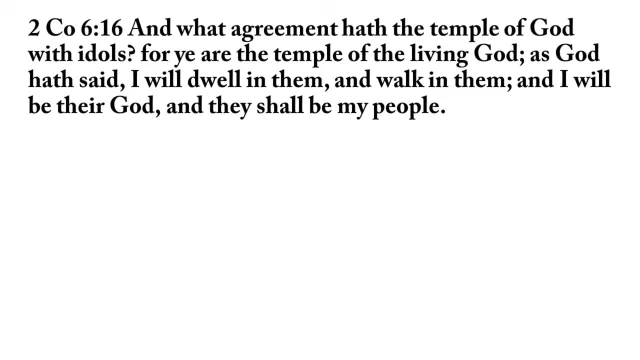 2 Co 6:16 And what agreement hath the temple of God
with idols? for ye are the temple of the living God; as God
hath said, I will dwell in them, and walk in them; and I will
be their God, and they shall be my people.